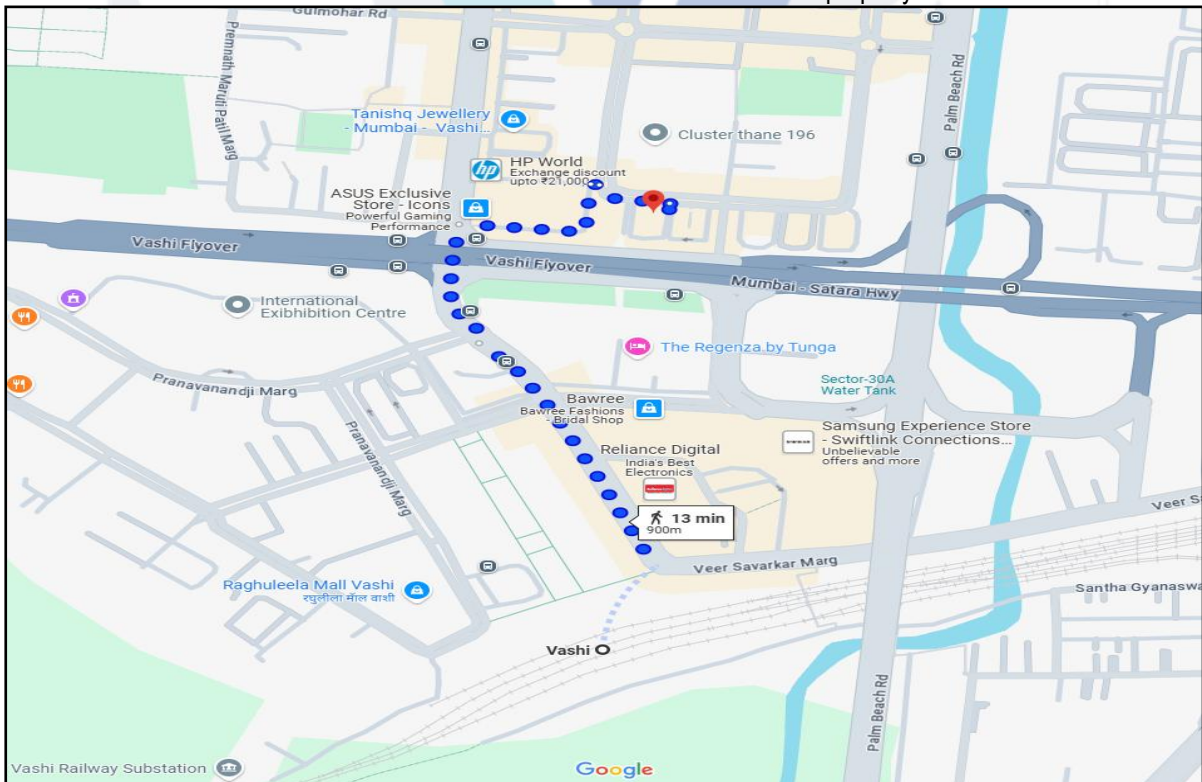 Gulmohar Rd
Premnath Maruti Patil Marg
Palm Beach Rd
Tanishq Jewellery
- Mumbai - Vashi...
Cluster thane 196
hp
HP World
Exchange discount
upto ₹21,000
ASUS Exclusive
Store - Icons
Powerful Gaming
Performance
Vashi Flyover
Vashi Flyover
Mumbai - Satara Hwy
International
Exibhibition Centre
The Regenza by Tunga
Pranavanandji Marg
Sector-30A
Water Tank
Bawree
Bawree Fashions
- Bridal Shop
Pranavanandji Marg
Samsung Experience Store
- Swiftlink Connections...
Unbelievable
offers and more
Reliance Digital
India's Best
Electronics
13 min
900m
Veer S
Veer Savarkar Marg
Raghuleela Mall Vashi
रघुलीला मॉल वाशी
Santha Gyanaswa
Vashi
Palm Beach Rd
Vashi Railway Substation
Google